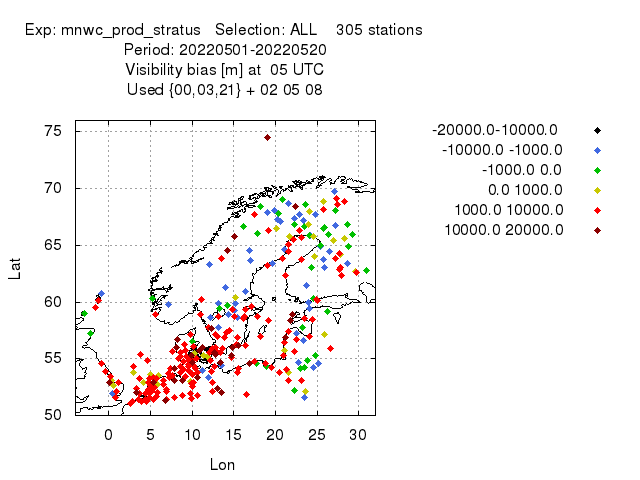 Exp: mnwc_prod_stratus   Selection: ALL    305 stations
Period: 20220501-20220520
Visibility bias [m] at  05 UTC
Used {00,03,21} + 02 05 08
-20000.0-10000.0
-10000.0 -1000.0
-1000.0 0.0
0.0 1000.0
1000.0 10000.0
10000.0 20000.0
75
70
65
60
55
50
Lat
0 5 10 15 20 25 30
Lon